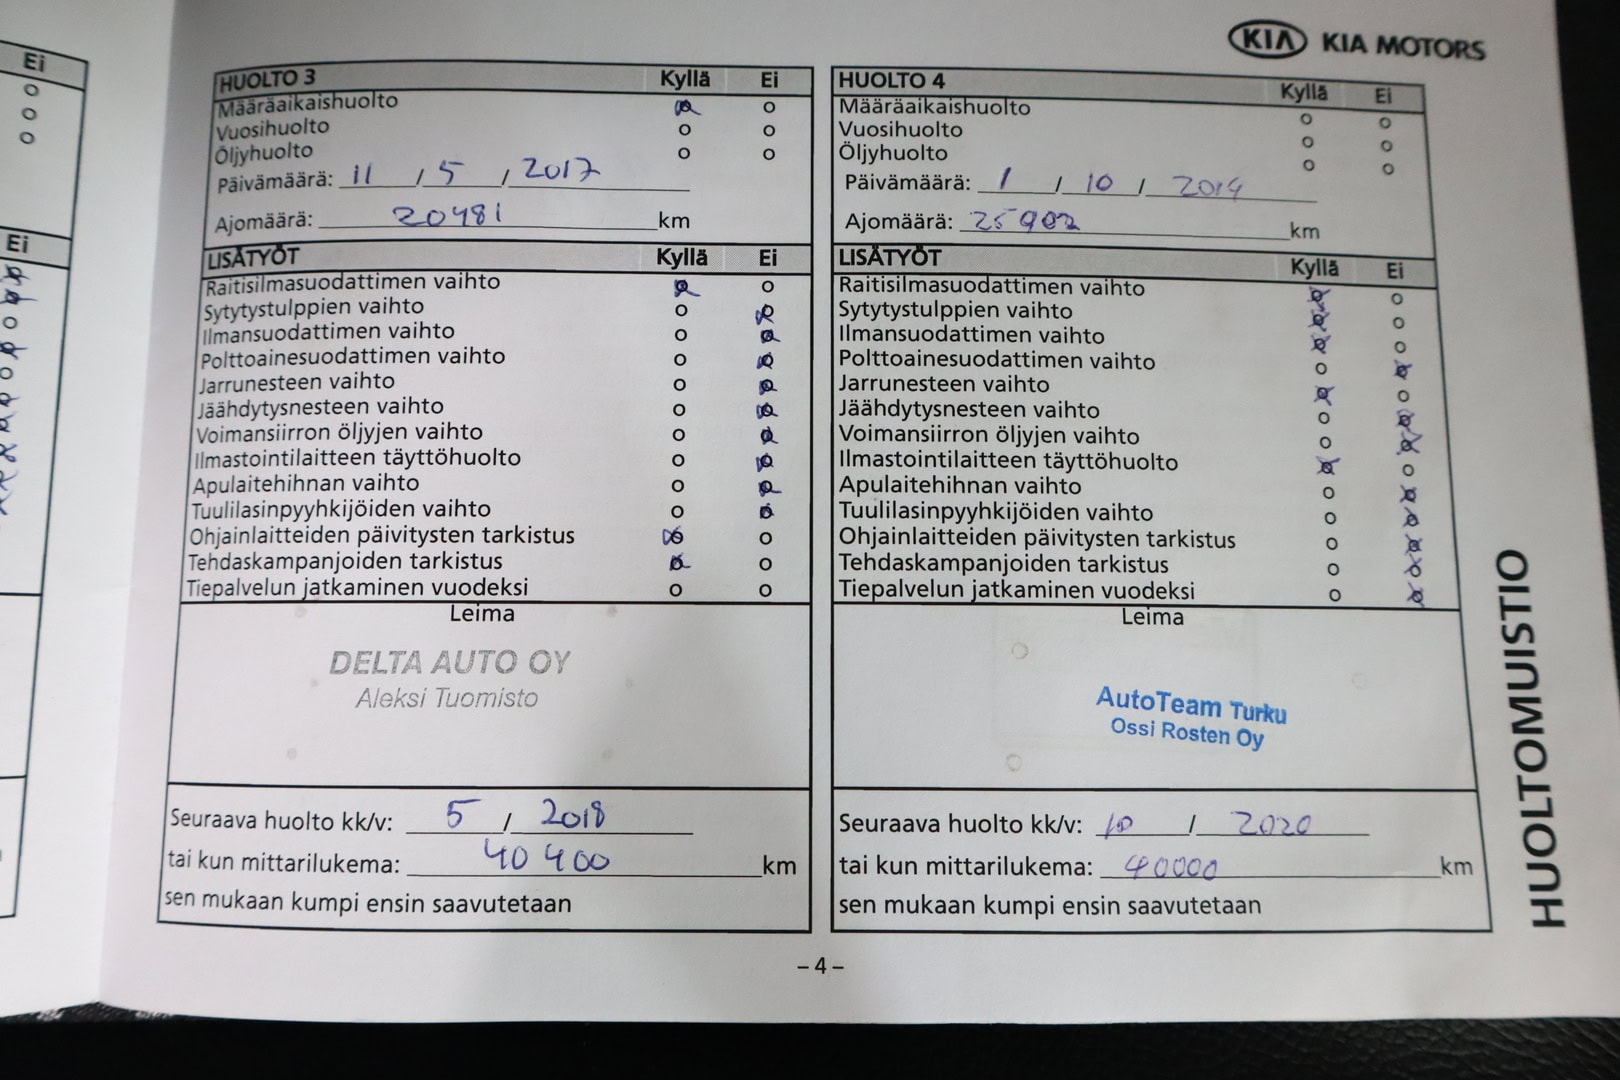 KIA KIA MOTORS
Ei
Ei
HUOLTO 3 Kyllä Ei
Määräaikaishuolto
Vuosihuolto
Öljyhuolto
Päivämäärä: 11 / 5 / 2017
Ajomäärä: 20481 km
LISÄTYÖT Kyllä Ei
Raitisilmasuodattimen vaihto
Sytytystulppien vaihto
Ilmansuodattimen vaihto
Polttoainesuodattimen vaihto
Jarrunesteen vaihto
Jäähdytysnesteen vaihto
Voimansiirron öljyjen vaihto
Ilmastointilaitteen täyttöhuolto
Apulaitehihnan vaihto
Tuulilasinpyyhkijöiden vaihto
Ohjainlaitteiden päivitysten tarkistus
Tehdaskampanjoiden tarkistus
Tiepalvelun jatkaminen vuodeksi
Leima
DELTA AUTO OY
Aleksi Tuomisto
Seuraava huolto kk/v: 5 / 2018
tai kun mittarilukema: 40 400 km
sen mukaan kumpi ensin saavutetaan
HUOLTO 4 Kyllä Ei
Määräaikaishuolto
Vuosihuolto
Öljyhuolto
Päivämäärä: 1 / 10 / 2019
Ajomäärä: 25902 km
LISÄTYÖT Kyllä Ei
Raitisilmasuodattimen vaihto
Sytytystulppien vaihto
Ilmansuodattimen vaihto
Polttoainesuodattimen vaihto
Jarrunesteen vaihto
Jäähdytysnesteen vaihto
Voimansiirron öljyjen vaihto
Ilmastointilaitteen täyttöhuolto
Apulaitehihnan vaihto
Tuulilasinpyyhkijöiden vaihto
Ohjainlaitteiden päivitysten tarkistus
Tehdaskampanjoiden tarkistus
Tiepalvelun jatkaminen vuodeksi
Leima
AutoTeam Turku
Ossi Rosten Oy
Seuraava huolto kk/v: 10 / 2020
tai kun mittarilukema: 40000 km
sen mukaan kumpi ensin saavutetaan
HUOLTOMUISTIO
– 4 –